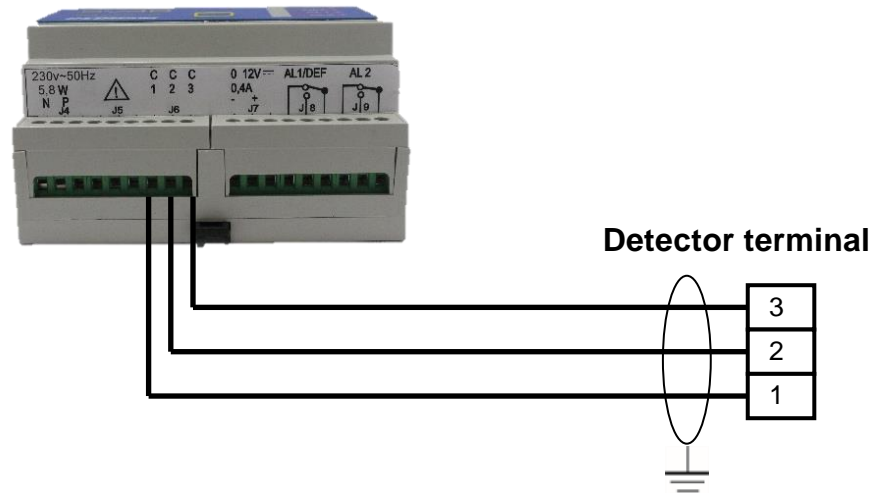 230v~50Hz C C C 0 12V⎓ AL1/DEF AL 2
5,8 W 1 2 3 0,4A
N P - +
J4 J5 J6 J7 J 8 J 9
Detector terminal
3
2
1